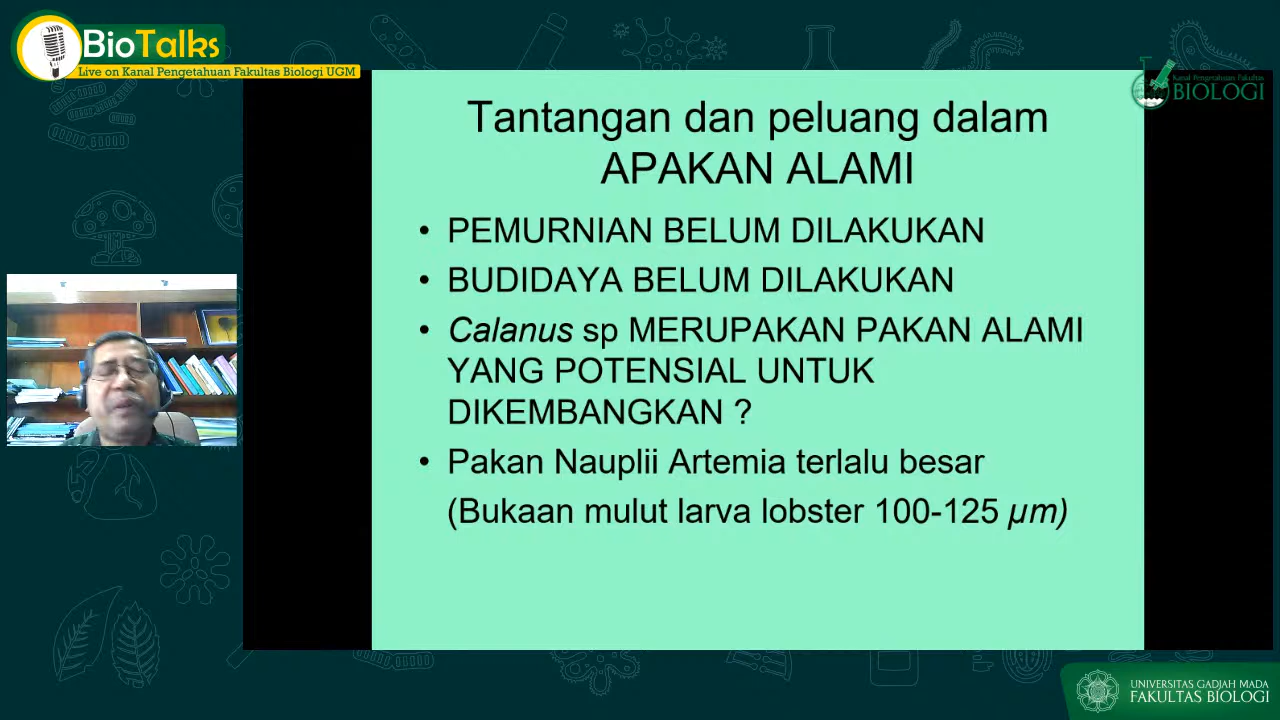 BioTalks
Live on Kanal Pengetahuan Fakultas Biologi UGM
Kanal Pengetahuan Fakultas
BIOLOGI
Tantangan dan peluang dalam
APAKAN ALAMI
• PEMURNIAN BELUM DILAKUKAN
• BUDIDAYA BELUM DILAKUKAN
• Calanus sp MERUPAKAN PAKAN ALAMI
YANG POTENSIAL UNTUK
DIKEMBANGKAN ?
• Pakan Nauplii Artemia terlalu besar
(Bukaan mulut larva lobster 100-125 µm)
UNIVERSITAS GADJAH MADA
FAKULTAS BIOLOGI